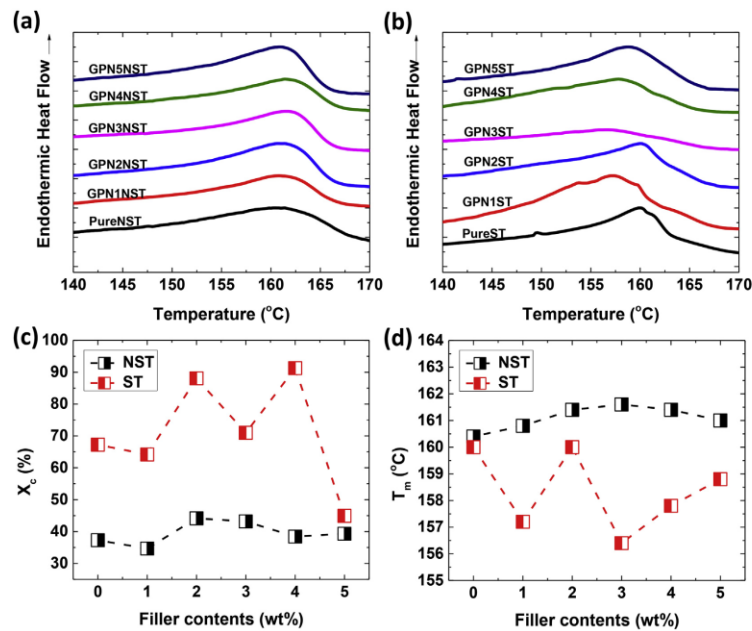 (a)
Endothermic Heat Flow
GPN5NST
GPN4NST
GPN3NST
GPN2NST
GPN1NST
PureNST
140 145 150 155 160 165 170
Temperature (°C)
(b)
Endothermic Heat Flow
GPN5ST
GPN4ST
GPN3ST
GPN2ST
GPN1ST
PureST
140 145 150 155 160 165 170
Temperature (°C)
(c)
X_c (%)
100
90
80
70
60
50
40
30
NST
ST
0 1 2 3 4 5
Filler contents (wt%)
(d)
T_m (°C)
164
163
162
161
160
159
158
157
156
155
NST
ST
0 1 2 3 4 5
Filler contents (wt%)